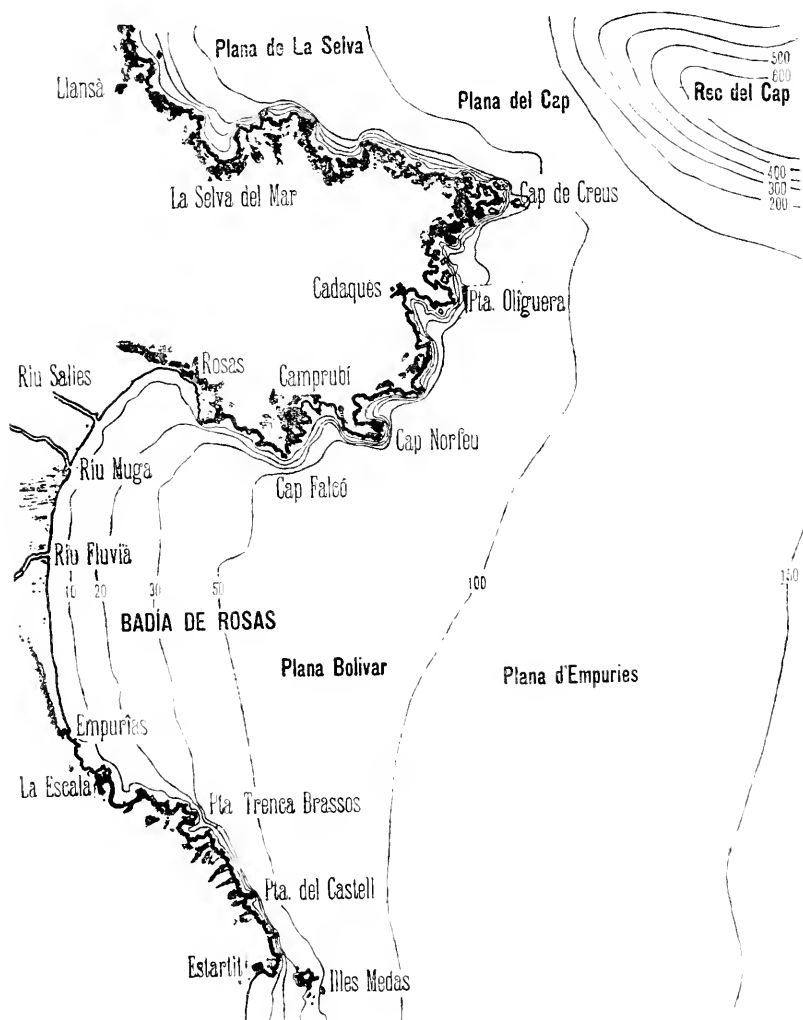 Plana de La Selva
500
600
Llansà
Plana del Cap
Rec del Cap
400
300
200
La Selva del Mar
Cap de Creus
Cadaqués
Pta. Oliguera
Rosas
Riu Salies
Camprubí
Cap Norfeu
Riu Muga
Cap Falcó
Riu Fluvià
10 20 30 50 100 150
BADÍA DE ROSAS
Plana Bolivar
Plana d'Empuries
Empurías
La Escala
Pta Trenca Brassos
Pta. del Castell
Estartit
Illes Medas